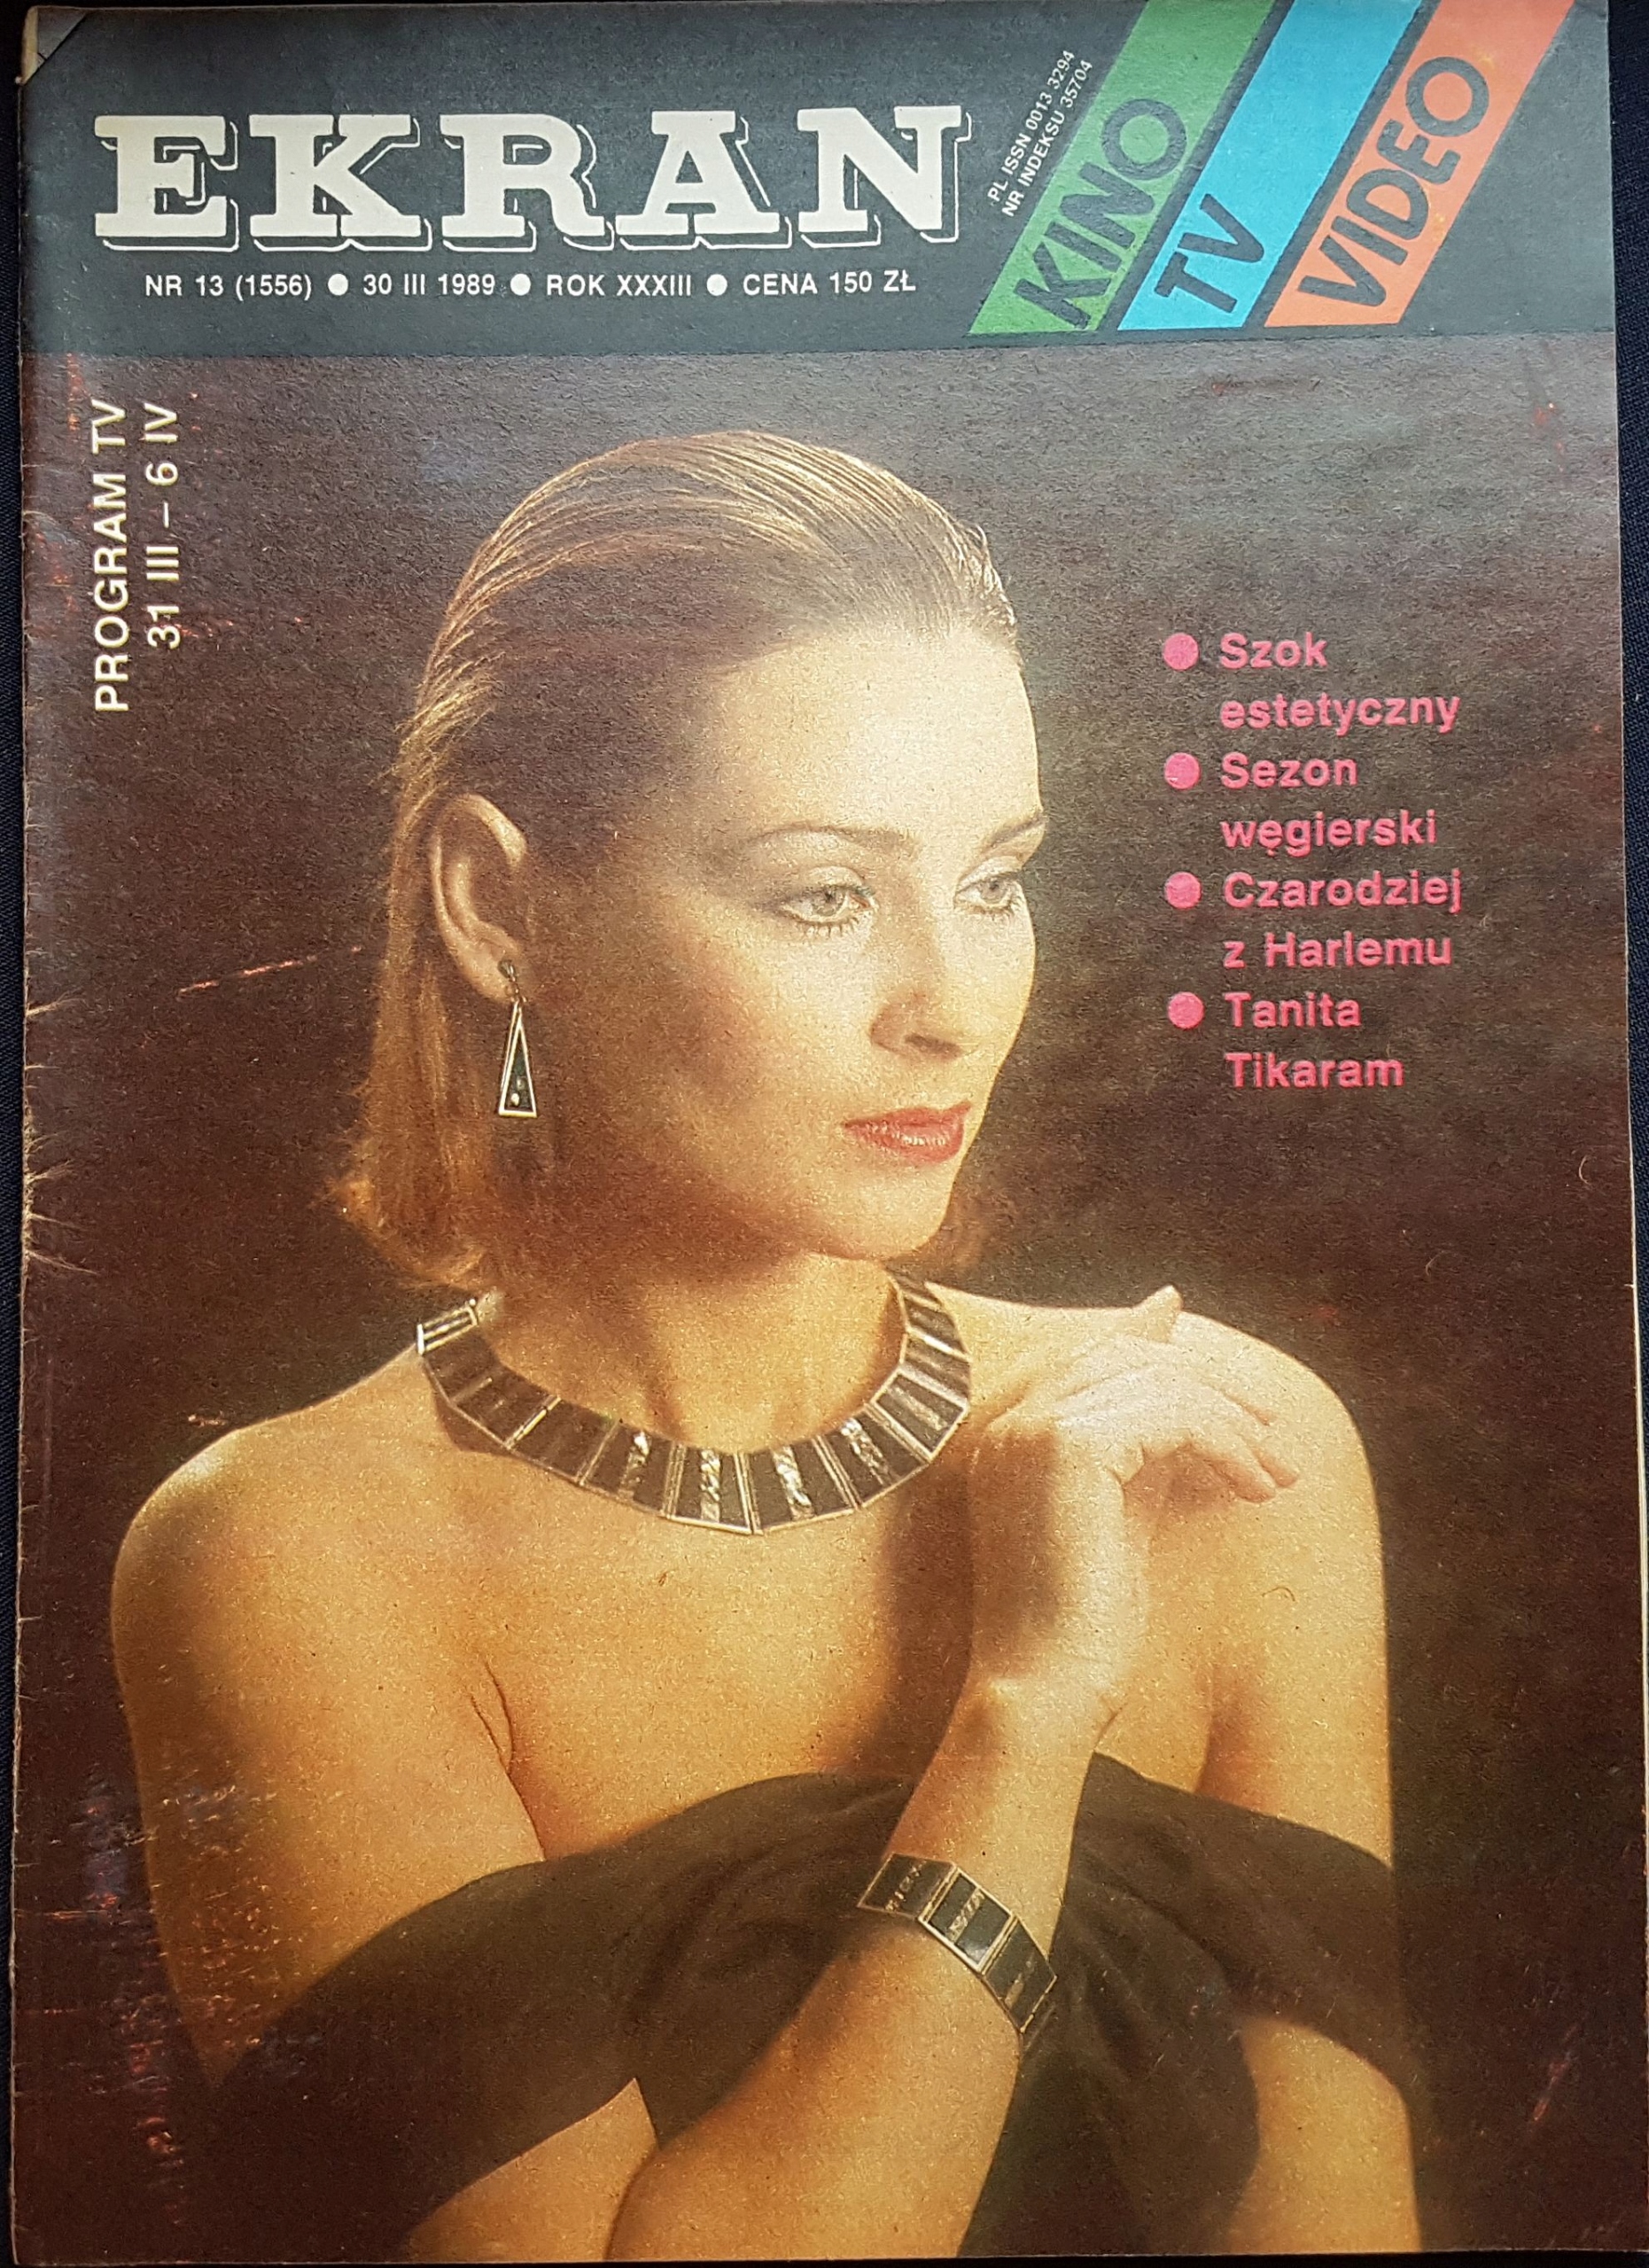 EKRAN
PL ISSN 0013 3294
NR INDEKSU 35704
KINO
TV
VIDEO
NR 13 (1556) ● 30 III 1989 ● ROK XXXIII ● CENA 150 ZŁ
PROGRAM TV
31 III – 6 IV
● Szok
estetyczny
● Sezon
węgierski
● Czarodziej
z Harlemu
● Tanita
Tikaram